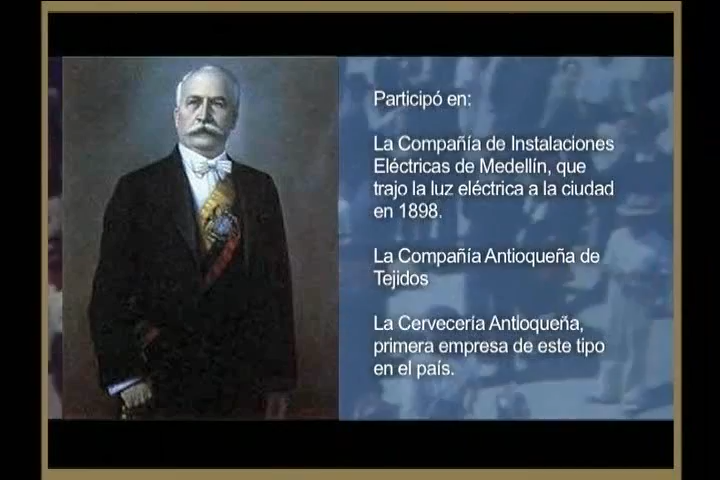 Participó en:
La Compañía de Instalaciones
Eléctricas de Medellín, que
trajo la luz eléctrica a la ciudad
en 1898.
La Compañía Antioqueña de
Tejidos
La Cervecería Antioqueña,
primera empresa de este tipo
en el país.